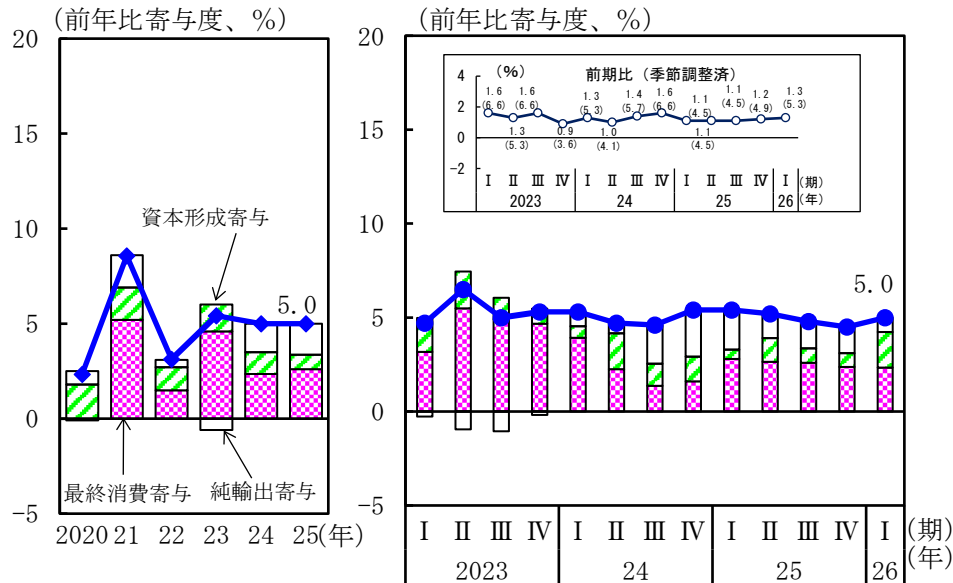 (前年比寄与度、%)
20
15
10
5
0
-5
資本形成寄与
5.0
最終消費寄与
純輸出寄与
2020 21 22 23 24 25(年)
(前年比寄与度、%)
20
15
10
5
0
-5
(%)
前期比(季節調整済)
4
2
0
-2
1.6 (6.6)
1.3 (5.3)
1.6 (6.6)
0.9 (3.6)
1.3 (5.3)
1.0 (4.1)
1.4 (5.7)
1.6 (6.6)
1.1 (4.5)
1.1 (4.5)
1.1 (4.5)
1.2 (4.9)
1.3 (5.3)
Ⅰ Ⅱ Ⅲ Ⅳ Ⅰ Ⅱ Ⅲ Ⅳ Ⅰ Ⅱ Ⅲ Ⅳ Ⅰ (期)
2023 24 25 26 (年)
5.0
Ⅰ Ⅱ Ⅲ Ⅳ Ⅰ Ⅱ Ⅲ Ⅳ Ⅰ Ⅱ Ⅲ Ⅳ Ⅰ (期)
2023 24 25 26 (年)